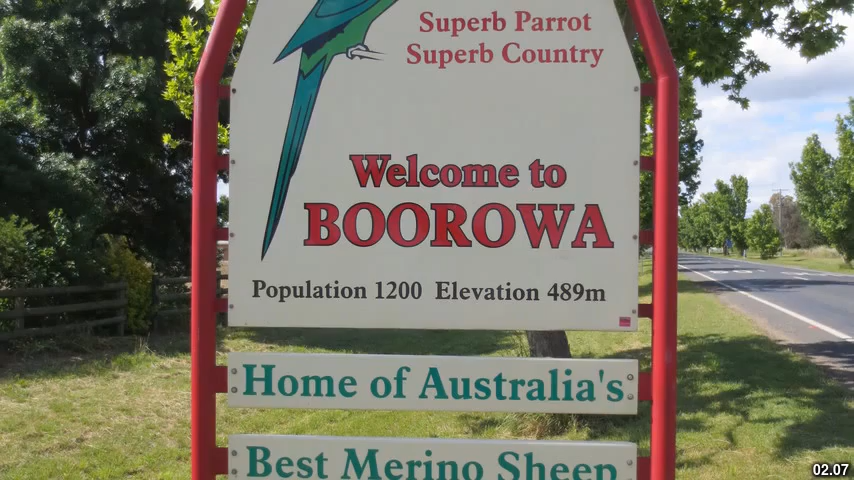 Superb Parrot
Superb Country
Welcome to
BOOROWA
Population 1200 Elevation 489m
Home of Australia's
Best Merino Sheep
02.07